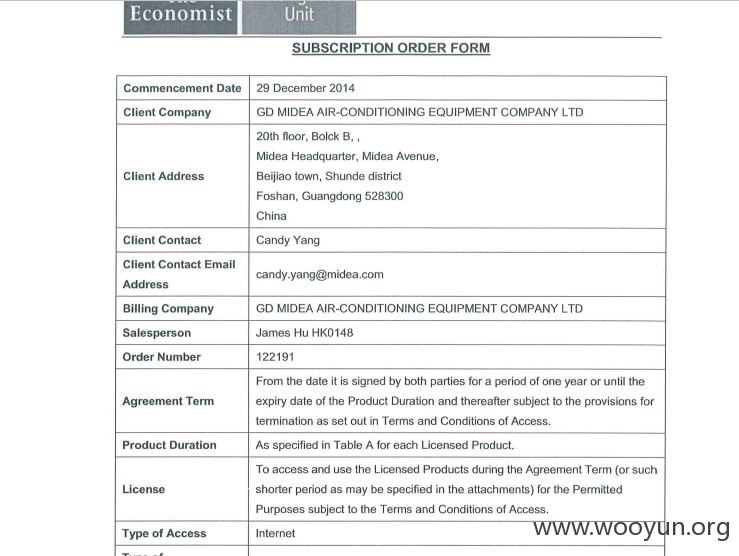 Economist
Unit
SUBSCRIPTION ORDER FORM
Commencement Date 29 December 2014
Client Company GD MIDEA AIR-CONDITIONING EQUIPMENT COMPANY LTD
Client Address
20th floor, Bolck B, ,
Midea Headquarter, Midea Avenue,
Beijiao town, Shunde district
Foshan, Guangdong 528300
China
Client Contact Candy Yang
Client Contact Email
Address
candy.yang@midea.com
Billing Company GD MIDEA AIR-CONDITIONING EQUIPMENT COMPANY LTD
Salesperson James Hu HK0148
Order Number 122191
Agreement Term
From the date it is signed by both parties for a period of one year or until the
expiry date of the Product Duration and thereafter subject to the provisions for
termination as set out in Terms and Conditions of Access.
Product Duration As specified in Table A for each Licensed Product.
License
To access and use the Licensed Products during the Agreement Term (or such
shorter period as may be specified in the attachments) for the Permitted
Purposes subject to the Terms and Conditions of Access.
Type of Access Internet
www.wooyun.org